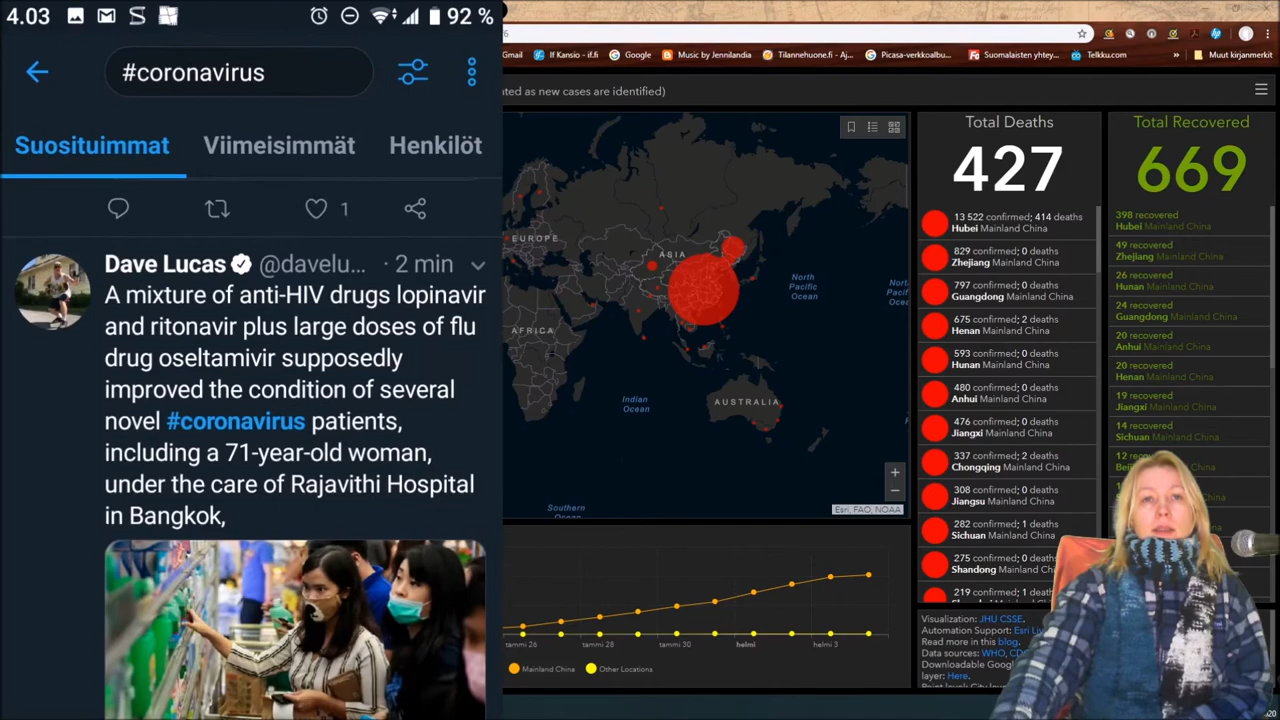 4.03
92 %
#coronavirus
Suosituimmat
Viimeisimmät
Henkilöt
1
Dave Lucas @davelu... · 2 min
A mixture of anti-HIV drugs lopinavir
and ritonavir plus large doses of flu
drug oseltamivir supposedly
improved the condition of several
novel #coronavirus patients,
including a 71-year-old woman,
under the care of Rajavithi Hospital
in Bangkok,
Gmail
If Kansio - if.fi
Google
Music by Jennilandia
Tilannehuone.fi - Aj...
Picasa-verkkoalbu...
Suomalaisten yhtey...
Telkku.com
Muut kirjanmerkit
ted as new cases are identified)
EUROPE
ASIA
AFRICA
AUSTRALIA
North
Pacific
Ocean
Indian
Ocean
Southern
Esri, FAO, NOAA
tammi 26
tammi 28
tammi 30
helmi
helmi 3
Mainland China
Other Locations
Total Deaths
427
13 522 confirmed; 414 deaths
Hubei Mainland China
829 confirmed; 0 deaths
Zhejiang Mainland China
797 confirmed; 0 deaths
Guangdong Mainland China
675 confirmed; 2 deaths
Henan Mainland China
593 confirmed; 0 deaths
Hunan Mainland China
480 confirmed; 0 deaths
Anhui Mainland China
476 confirmed; 0 deaths
Jiangxi Mainland China
337 confirmed; 2 deaths
Chongqing Mainland China
308 confirmed; 0 deaths
Jiangsu Mainland China
282 confirmed; 1 deaths
Sichuan Mainland China
275 confirmed; 0 deaths
Shandong Mainland China
219 confirmed; 1 deaths
Visualization: JHU CSSE.
Automation Support: Esri Liv
Read more in this blog.
Data sources: WHO, CDC
Downloadable Goog
layer: Here.
Total Recovered
669
398 recovered
Hubei Mainland China
49 recovered
Zhejiang Mainland China
26 recovered
Hunan Mainland China
24 recovered
Guangdong Mainland China
20 recovered
Anhui Mainland China
20 recovered
Henan Mainland China
19 recovered
Jiangxi Mainland China
14 recovered
Sichuan Mainland China
12